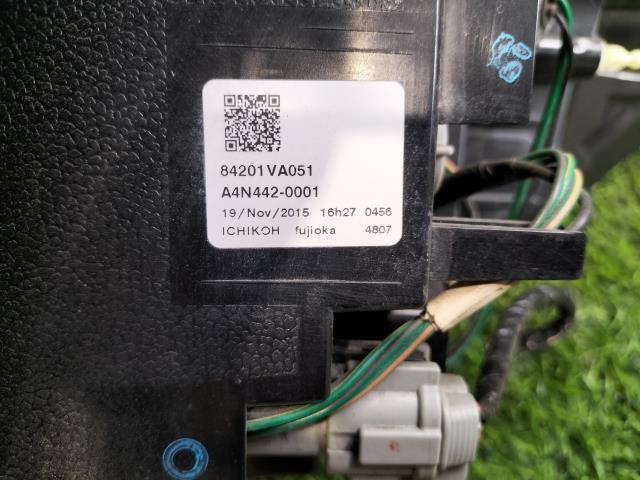 84201VA051
A4N442-0001
19/Nov/2015 16h27 0456
ICHIKOH fujioka 4807